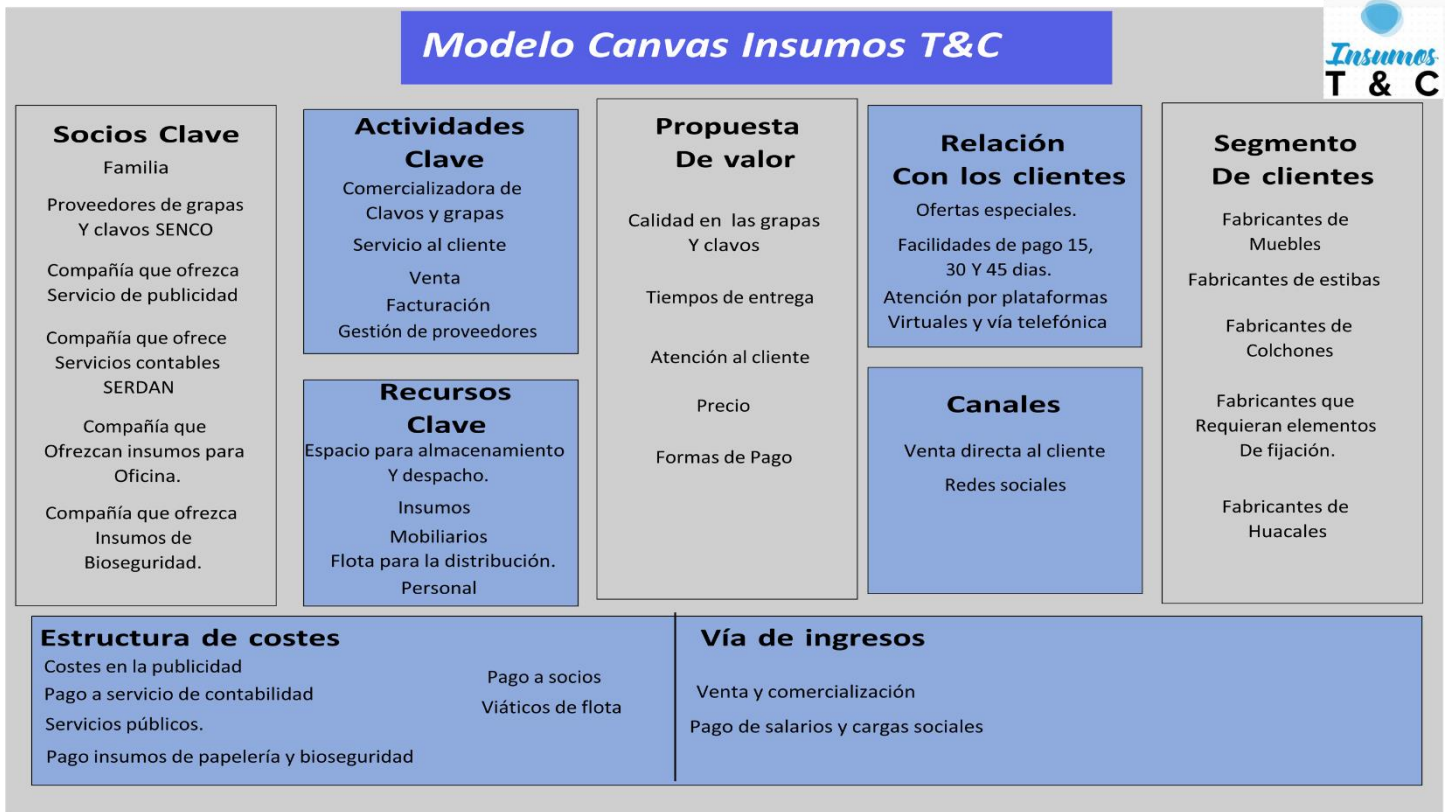 Modelo Canvas Insumos T&C
Insumos
T & C
Socios Clave
Familia
Proveedores de grapas
Y clavos SENCO
Compañía que ofrezca
Servicio de publicidad
Compañía que ofrece
Servicios contables
SERDAN
Compañía que
Ofrezcan insumos para
Oficina.
Compañía que ofrezca
Insumos de
Bioseguridad.
Actividades
Clave
Comercializadora de
Clavos y grapas
Servicio al cliente
Venta
Facturación
Gestión de proveedores
Recursos
Clave
Espacio para almacenamiento
Y despacho.
Insumos
Mobiliarios
Flota para la distribución.
Personal
Propuesta
De valor
Calidad en las grapas
Y clavos
Tiempos de entrega
Atención al cliente
Precio
Formas de Pago
Relación
Con los clientes
Ofertas especiales.
Facilidades de pago 15,
30 Y 45 dias.
Atención por plataformas
Virtuales y vía telefónica
Canales
Venta directa al cliente
Redes sociales
Segmento
De clientes
Fabricantes de
Muebles
Fabricantes de estibas
Fabricantes de
Colchones
Fabricantes que
Requieran elementos
De fijación.
Fabricantes de
Huacales
Estructura de costes
Costes en la publicidad
Pago a servicio de contabilidad
Servicios públicos.
Pago insumos de papelería y bioseguridad
Pago a socios
Viáticos de flota
Vía de ingresos
Venta y comercialización
Pago de salarios y cargas sociales